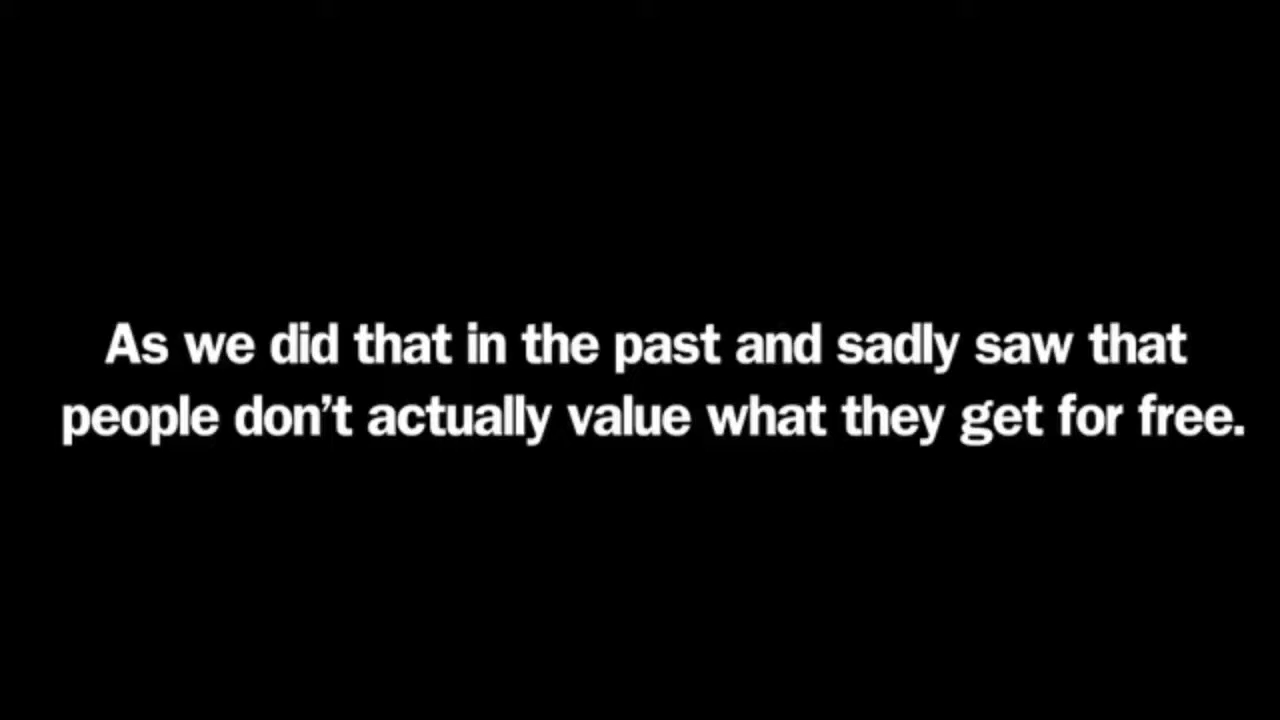 As we did that in the past and sadly saw that
people don’t actually value what they get for free.